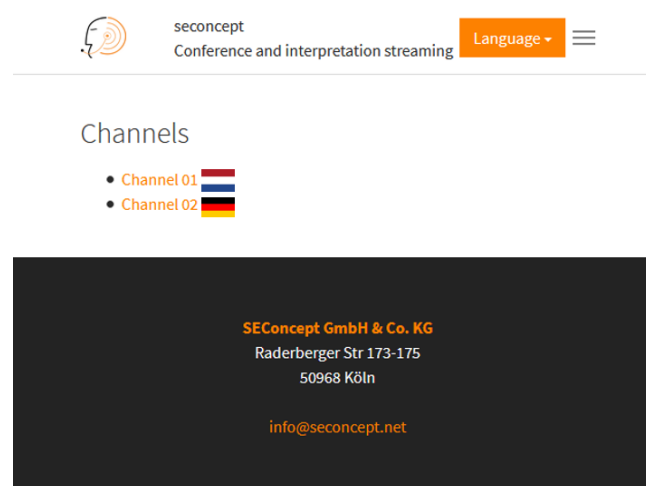 seconcept
Conference and interpretation streaming
Language
Channels
Channel 01
Channel 02
SEConcept GmbH & Co. KG
Raderberger Str 173-175
50968 Köln
info@seconcept.net